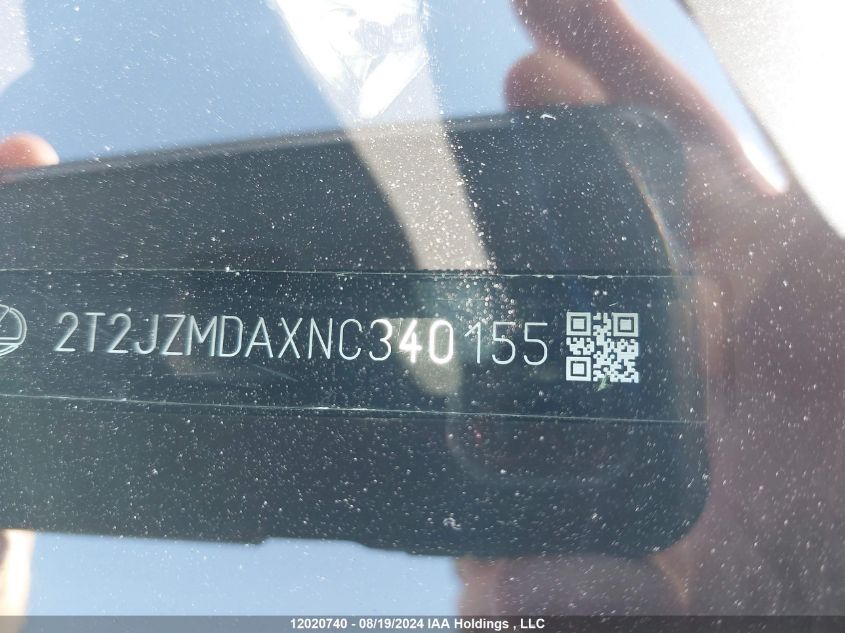 2T2JZMDAXNC340155
12020740 - 08/19/2024 IAA Holdings , LLC